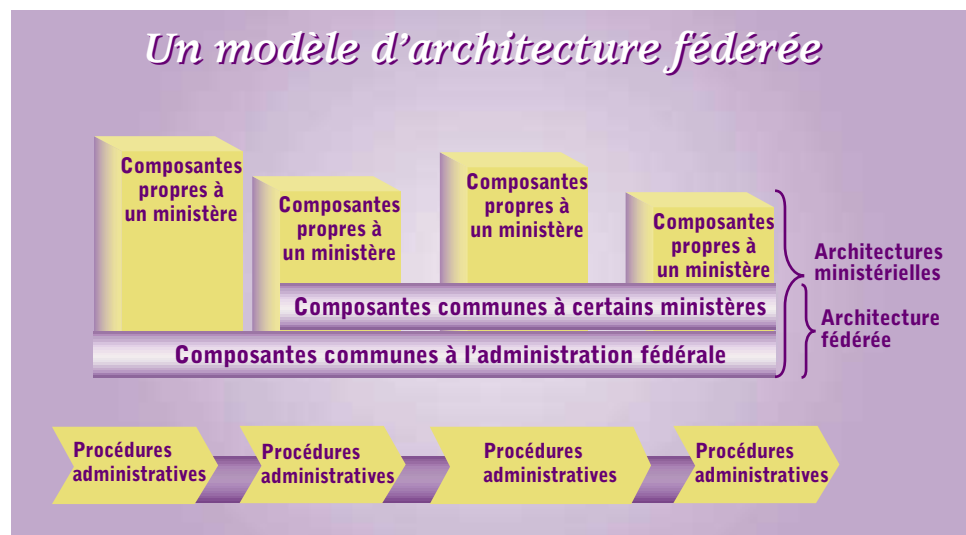 Un modèle d'architecture fédérée
Composantes
propres à
un ministère
Composantes
propres à
un ministère
Composantes
propres à
un ministère
Composantes
propres à
un ministère
Architectures
ministérielles
Composantes communes à certains ministères
Architecture
fédérée
Composantes communes à l'administration fédérale
Procédures
administratives
Procédures
administratives
Procédures
administratives
Procédures
administratives